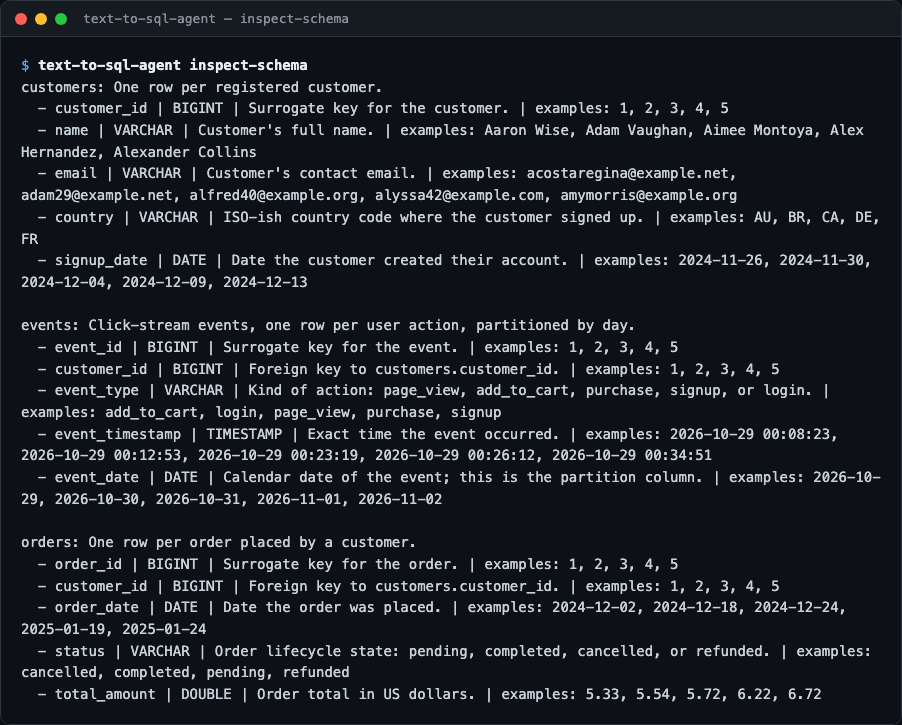 text-to-sql-agent — inspect-schema
$ text-to-sql-agent inspect-schema
customers: One row per registered customer.
  - customer_id | BIGINT | Surrogate key for the customer. | examples: 1, 2, 3, 4, 5
  - name | VARCHAR | Customer's full name. | examples: Aaron Wise, Adam Vaughan, Aimee Montoya, Alex
Hernandez, Alexander Collins
  - email | VARCHAR | Customer's contact email. | examples: acostaregina@example.net,
adam29@example.net, alfred40@example.org, alyssa42@example.com, amymorris@example.org
  - country | VARCHAR | ISO-ish country code where the customer signed up. | examples: AU, BR, CA, DE,
FR
  - signup_date | DATE | Date the customer created their account. | examples: 2024-11-26, 2024-11-30,
2024-12-04, 2024-12-09, 2024-12-13

events: Click-stream events, one row per user action, partitioned by day.
  - event_id | BIGINT | Surrogate key for the event. | examples: 1, 2, 3, 4, 5
  - customer_id | BIGINT | Foreign key to customers.customer_id. | examples: 1, 2, 3, 4, 5
  - event_type | VARCHAR | Kind of action: page_view, add_to_cart, purchase, signup, or login. |
examples: add_to_cart, login, page_view, purchase, signup
  - event_timestamp | TIMESTAMP | Exact time the event occurred. | examples: 2026-10-29 00:08:23,
2026-10-29 00:12:53, 2026-10-29 00:23:19, 2026-10-29 00:26:12, 2026-10-29 00:34:51
  - event_date | DATE | Calendar date of the event; this is the partition column. | examples: 2026-10-
29, 2026-10-30, 2026-10-31, 2026-11-01, 2026-11-02

orders: One row per order placed by a customer.
  - order_id | BIGINT | Surrogate key for the order. | examples: 1, 2, 3, 4, 5
  - customer_id | BIGINT | Foreign key to customers.customer_id. | examples: 1, 2, 3, 4, 5
  - order_date | DATE | Date the order was placed. | examples: 2024-12-02, 2024-12-18, 2024-12-24,
2025-01-19, 2025-01-24
  - status | VARCHAR | Order lifecycle state: pending, completed, cancelled, or refunded. | examples:
cancelled, completed, pending, refunded
  - total_amount | DOUBLE | Order total in US dollars. | examples: 5.33, 5.54, 5.72, 6.22, 6.72